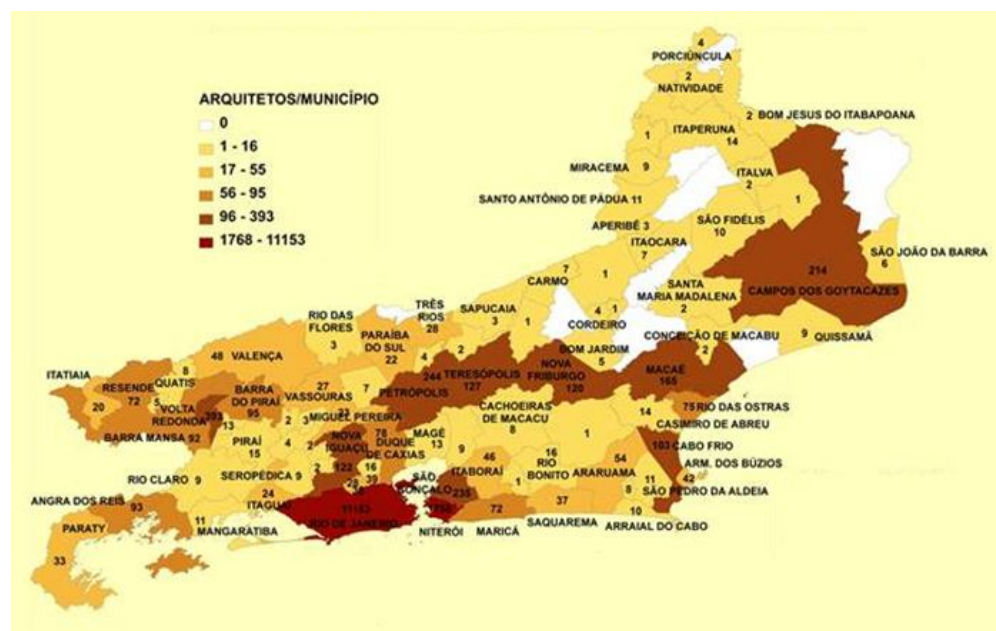 ARQUITETOS/MUNICÍPIO
0
1 - 16
17 - 55
56 - 95
96 - 393
1768 - 11153
4
PORCIÚNCULA
2
NATIVIDADE
2
BOM JESUS DO ITABAPOANA
1
ITAPERUNA
14
MIRACEMA
9
ITALVA
2
SANTO ANTÔNIO DE PÁDUA 11
1
APERIBÉ 3
SÃO FIDÉLIS
10
ITAOCARA
7
SÃO JOÃO DA BARRA
6
214
CAMPOS DOS GOYTACAZES
7
CARMO
1
SANTA
MARIA MADALENA
2
TRÊS
RIOS
28
SAPUCAIA
3
1
4
1
CORDEIRO
RIO DAS
FLORES
3
PARAÍBA
DO SUL
22
4
2
BOM JARDIM
5
CONCEIÇÃO DE MACABU
2
9
QUISSAMÃ
48
VALENÇA
ITATIAIA
20
RESENDE
72
QUATIS
8
5
VOLTA
REDONDA
393
13
BARRA
DO PIRAÍ
95
27
VASSOURAS
7
244
PETRÓPOLIS
TERESÓPOLIS
127
NOVA
FRIBURGO
120
MACAE
165
BARRA MANSA 92
2
3
MIGUEL PEREIRA
CACHOEIRAS
DE MACACU
8
14
75
RIO DAS OSTRAS
CASIMIRO DE ABREU
PIRAÍ
15
4
2
NOVA
IGUAÇU
78
DUQUE
DE CAXIAS
MAGÉ
13
9
1
103
CABO FRIO
RIO CLARO
9
SEROPÉDICA
9
2
16
39
SÃO
GONÇALO
235
46
ITABORAÍ
16
RIO
BONITO
1
54
ARARUAMA
ARM. DOS BÚZIOS
42
11
SÃO PEDRO DA ALDEIA
8
ANGRA DOS REIS
93
24
ITAGUAÍ
11153
RIO DE JANEIRO
NITERÓI
72
MARICÁ
37
SAQUAREMA
10
ARRAIAL DO CABO
PARATY
33
11
MANGARATIBA